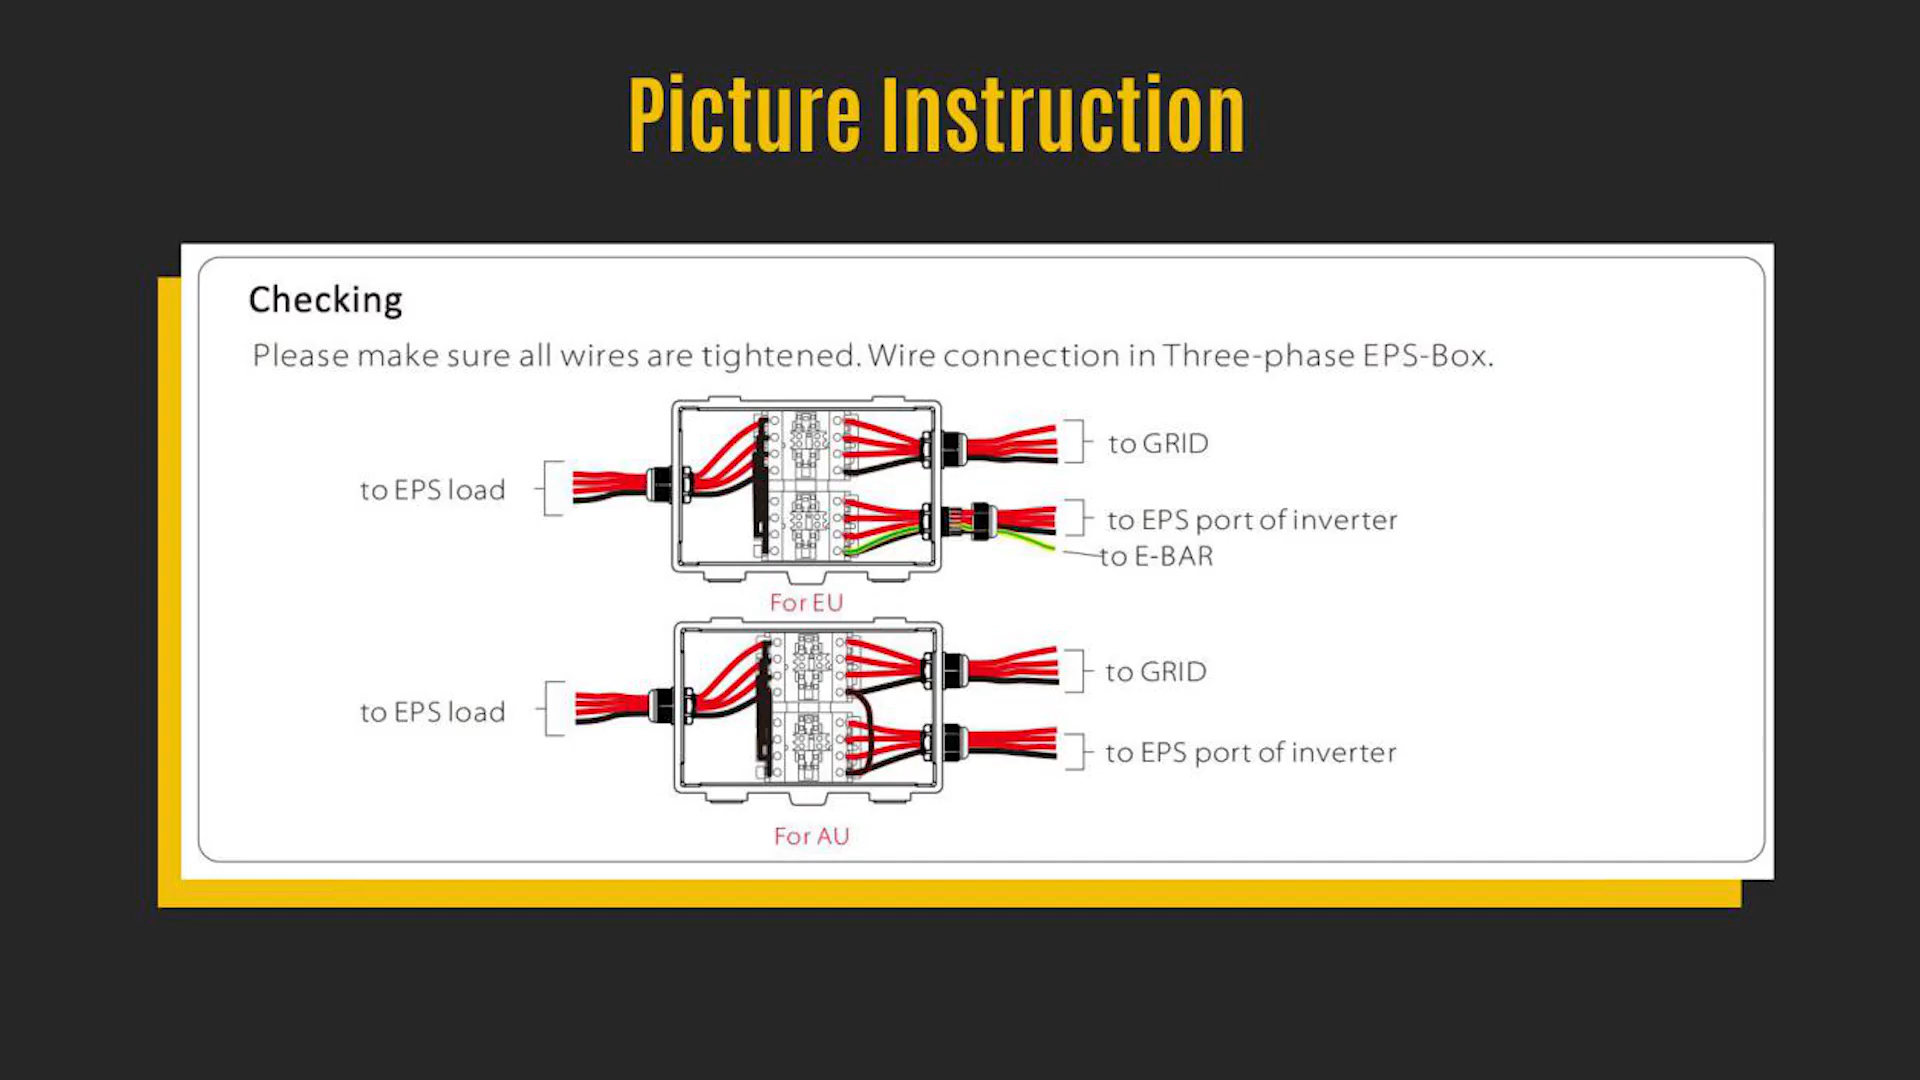 Picture Instruction
Checking
Please make sure all wires are tightened. Wire connection in Three-phase EPS-Box.
to GRID
to EPS load
to EPS port of inverter
to E-BAR
For EU
to GRID
to EPS load
to EPS port of inverter
For AU